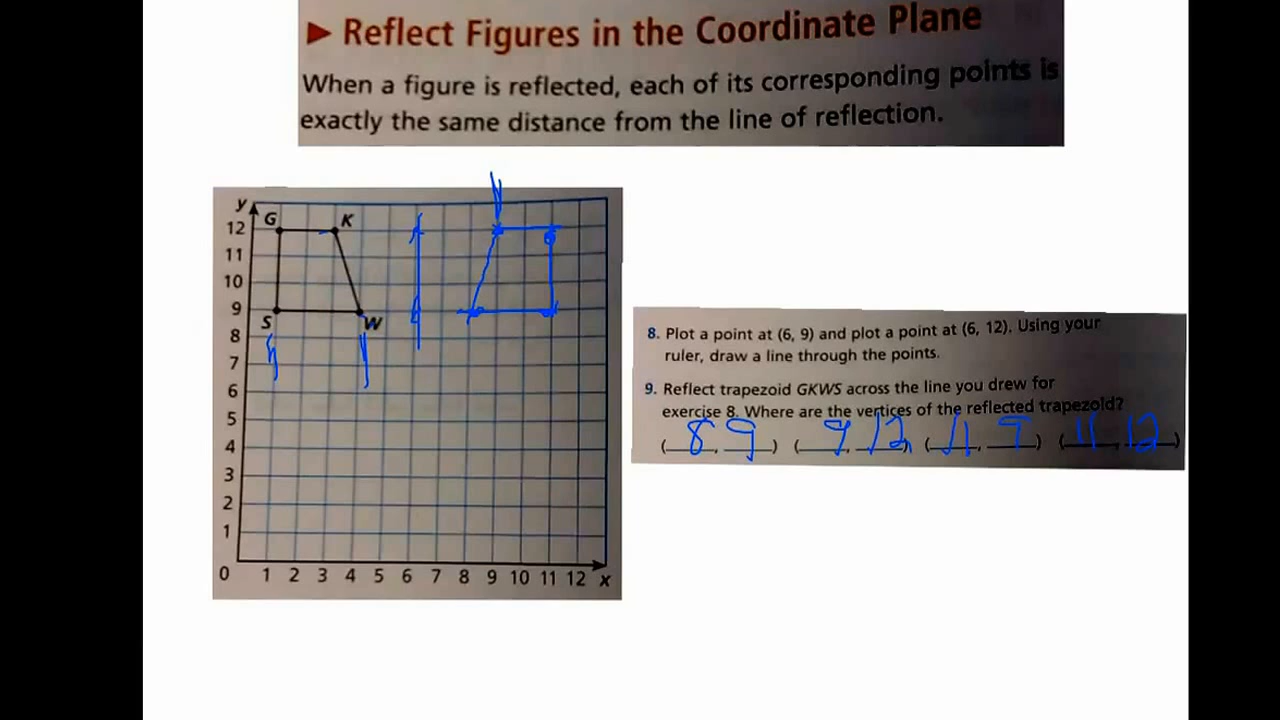 ► Reflect Figures in the Coordinate Plane
When a figure is reflected, each of its corresponding points is
exactly the same distance from the line of reflection.
y
G K
12
11
10
9
S W
8
7
6
5
4
3
2
1
0 1 2 3 4 5 6 7 8 9 10 11 12 x
8. Plot a point at (6, 9) and plot a point at (6, 12). Using your
ruler, draw a line through the points.
9. Reflect trapezoid GKWS across the line you drew for
exercise 8. Where are the vertices of the reflected trapezoid?
(8, 9) (9, 12) (11, 9) (11, 12)